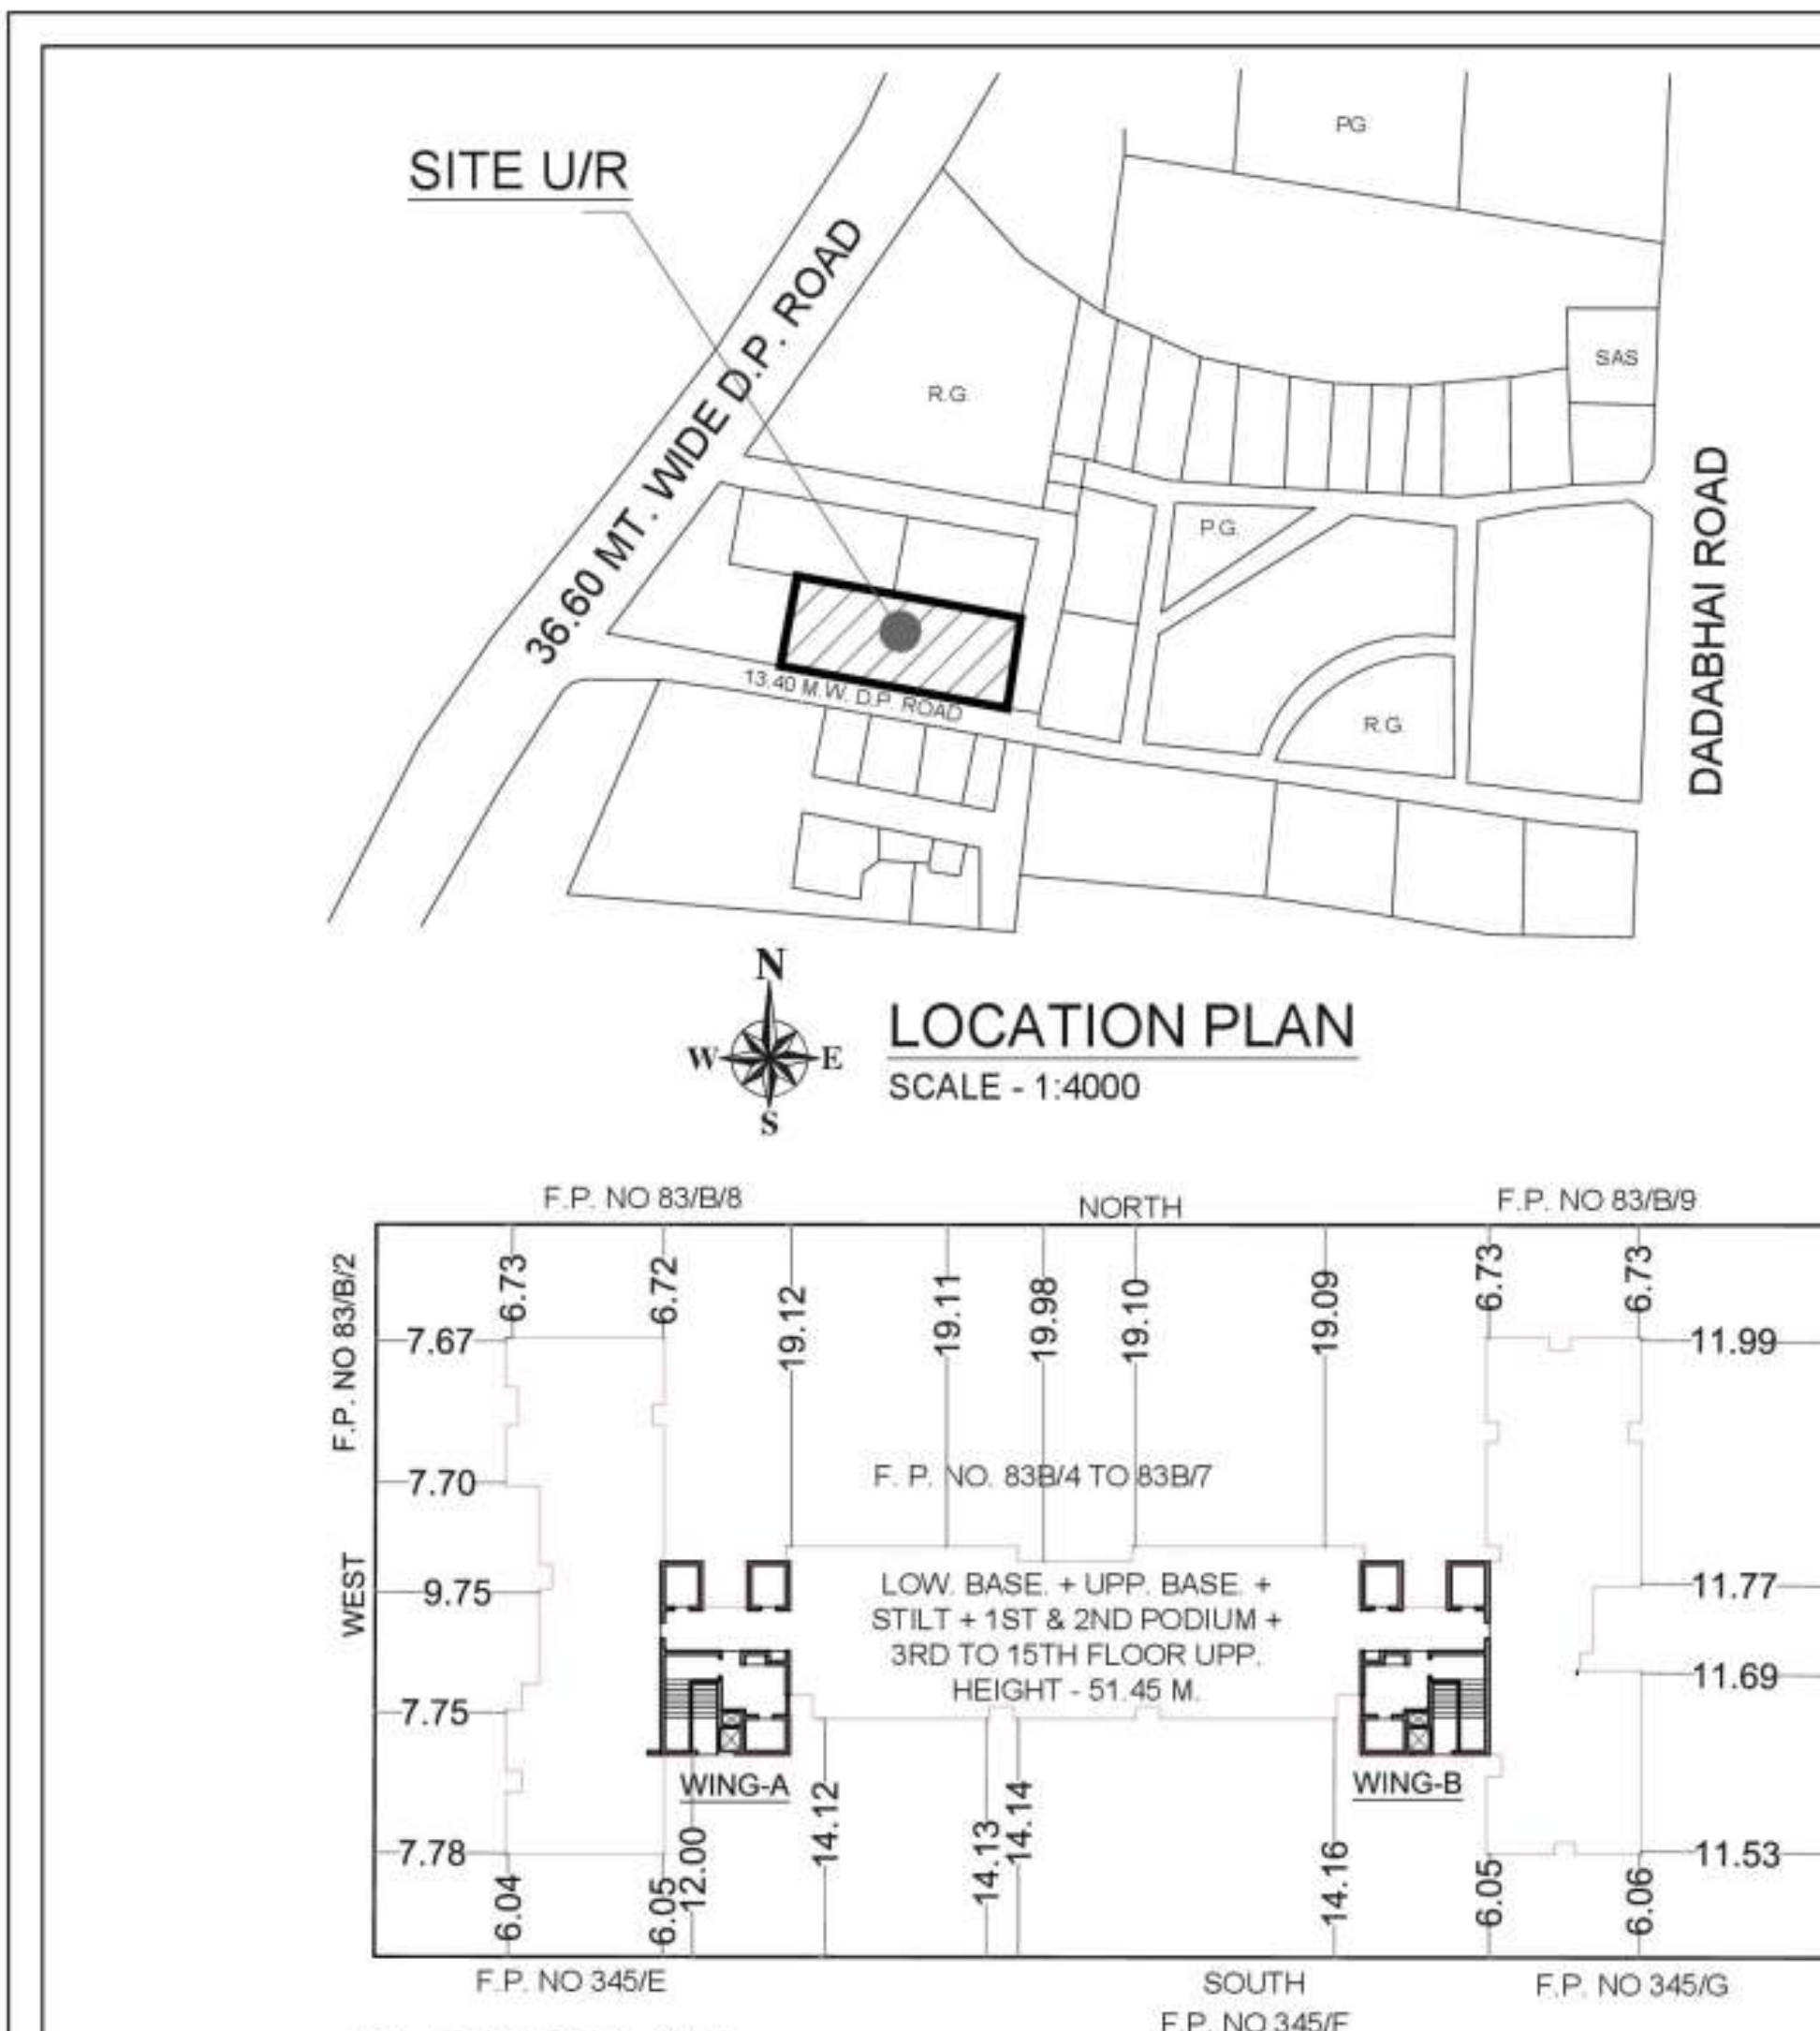 PG
SITE U/R
36.60 MT. WIDE D.P. ROAD
R.G.
SAS
DADABHAI ROAD
P.G.
13.40 M.W. D.P. ROAD
R.G.
N
W E
S
LOCATION PLAN
SCALE - 1:4000
F.P. NO 83/B/8
NORTH
F.P. NO 83/B/9
F.P. NO 83/B/2
6.73
6.72
19.12
19.11
19.98
19.10
19.09
6.73
6.73
7.67
11.99
7.70
F. P. NO. 83B/4 TO 83B/7
WEST
9.75
LOW. BASE. + UPP. BASE. +
STILT + 1ST & 2ND PODIUM +
3RD TO 15TH FLOOR UPP.
HEIGHT - 51.45 M.
11.77
11.69
7.75
WING-A
WING-B
7.78
11.53
6.04
6.05
12.00
14.12
14.13
14.14
14.16
6.05
6.06
F.P. NO 345/E
SOUTH
F.P. NO 345/G
F.P. NO 345/F